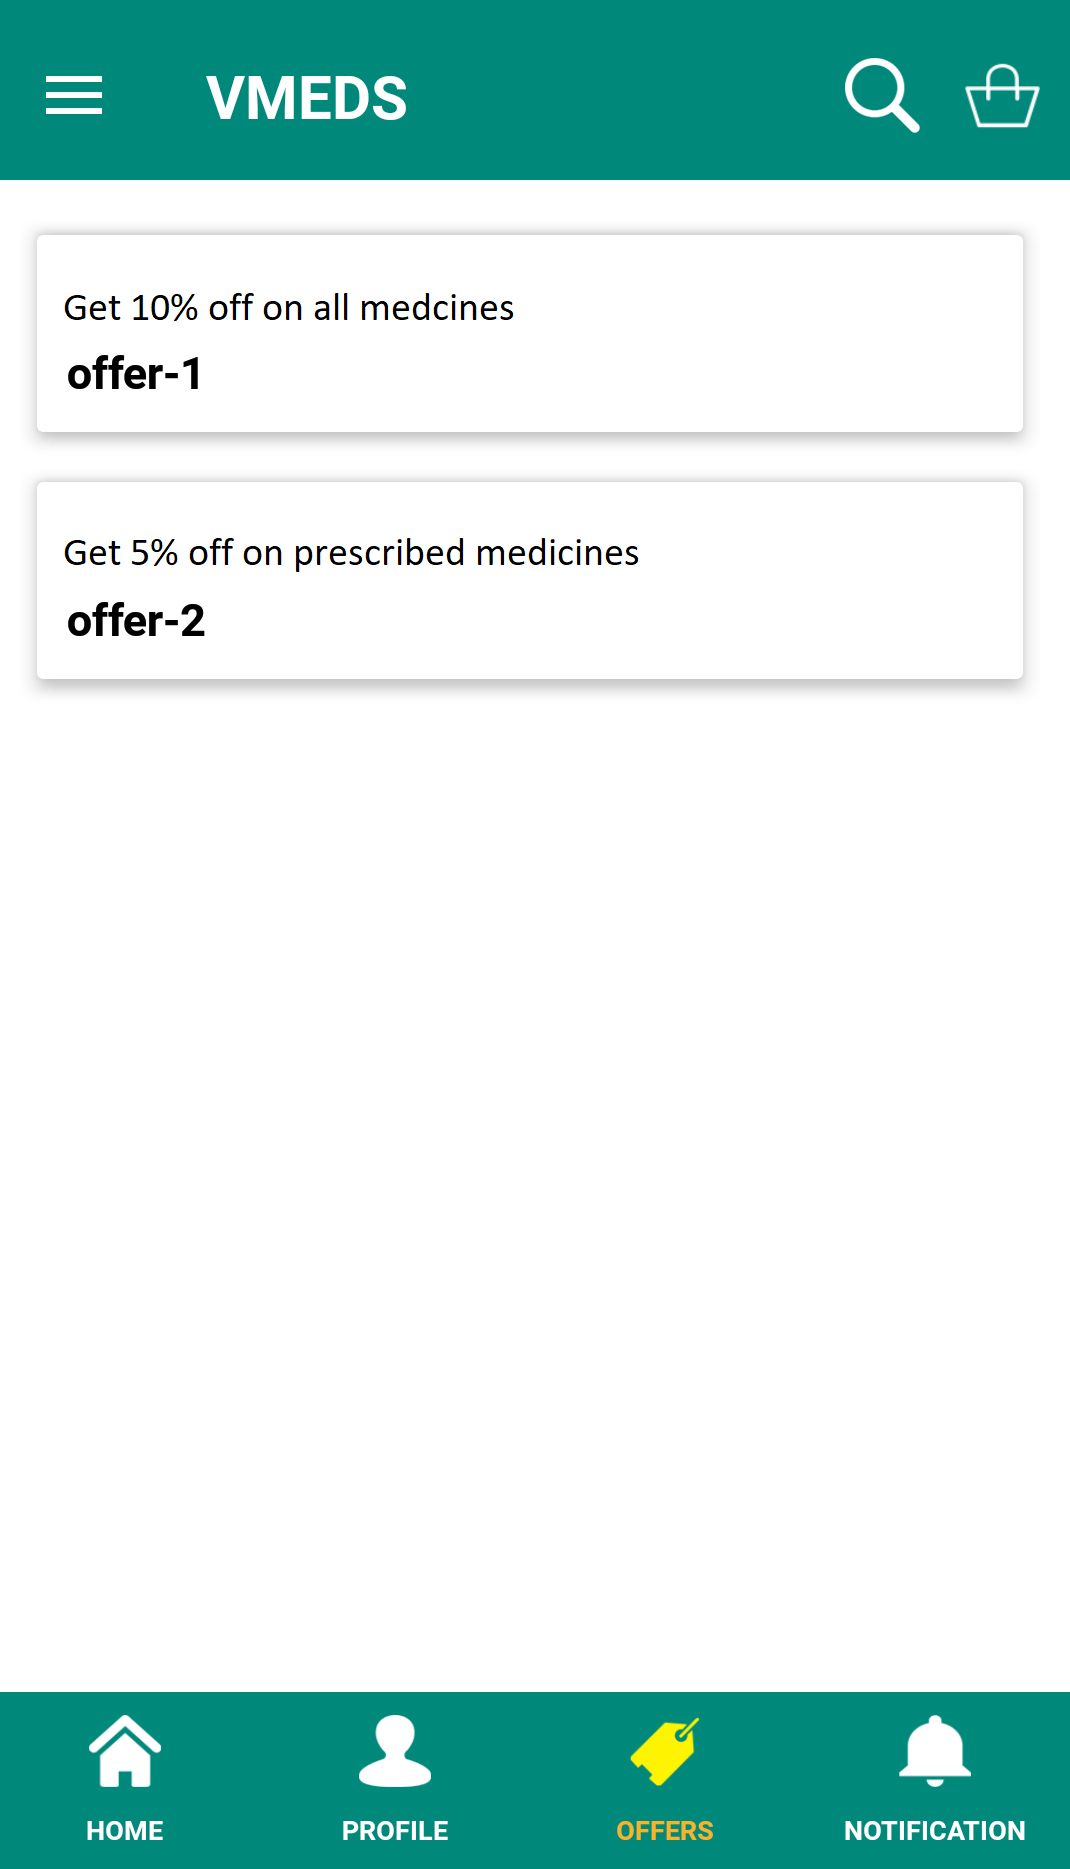 VMEDS
Get 10% off on all medcines
offer-1
Get 5% off on prescribed medicines
offer-2
HOME PROFILE OFFERS NOTIFICATION